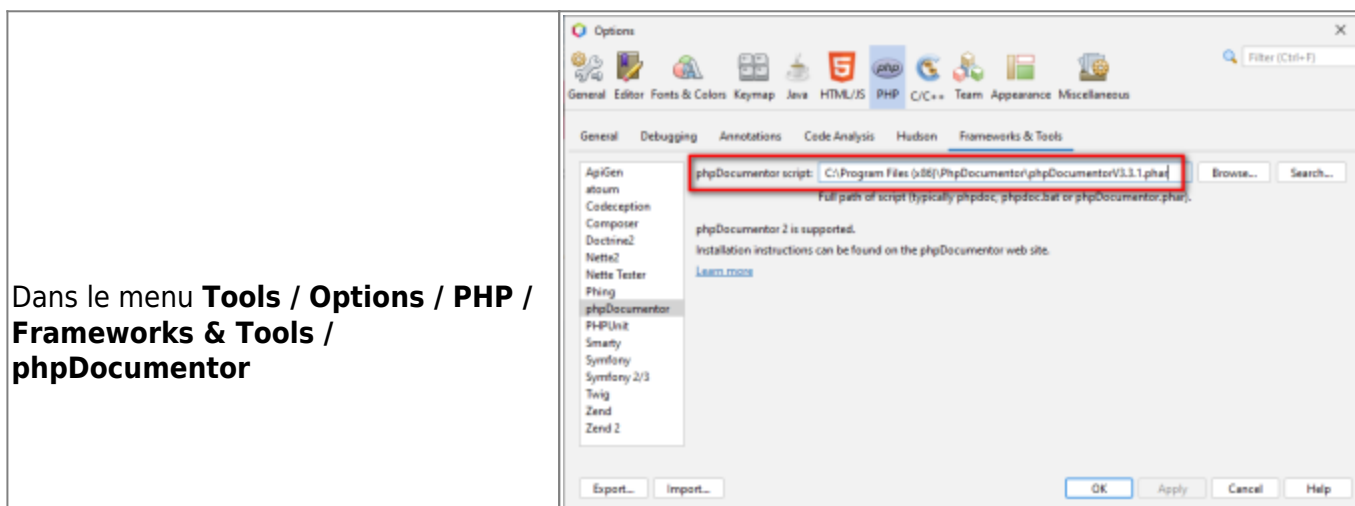 Dans le menu Tools / Options / PHP /
Frameworks & Tools /
phpDocumentor
Options
Filter (Ctrl+F)
General Editor Fonts & Colors Keymap Java HTML/JS PHP C/C++ Team Appearance Miscellaneous
General Debugging Annotations Code Analysis Hudson Frameworks & Tools
ApiGen
atoum
Codeception
Composer
Doctrine2
Nette2
Nette Tester
Phing
phpDocumentor
PHPUnit
Smarty
Symfony
Symfony 2/3
Twig
Zend
Zend 2
phpDocumentor script: C:\Program Files (x86)\PhpDocumentor\phpDocumentorV3.3.1.phar Browse... Search...
Full path of script (typically phpdoc, phpdoc.bat or phpDocumentor.phar).
phpDocumentor 2 is supported.
Installation instructions can be found on the phpDocumentor web site.
Learn more
Export... Import... OK Apply Cancel Help